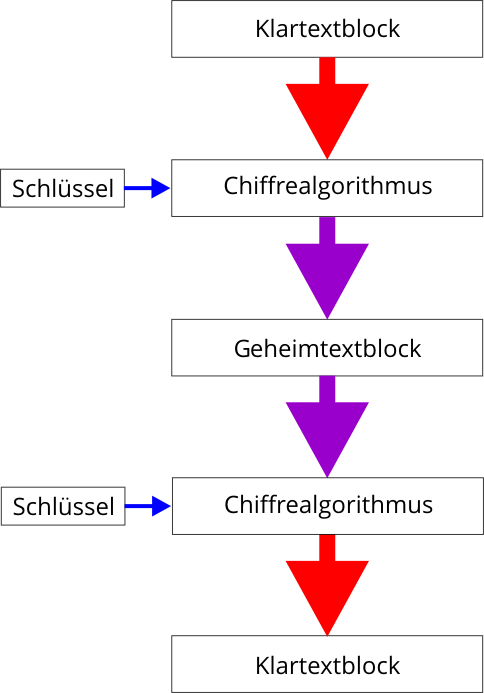 Klartextblock
Schlüssel
Chiffrealgorithmus
Geheimtextblock
Schlüssel
Chiffrealgorithmus
Klartextblock